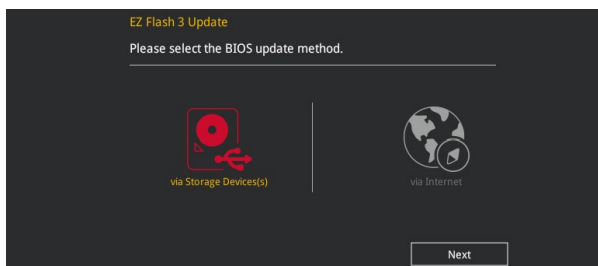 EZ Flash 3 Update
Please select the BIOS update method.
via Storage Devices(s)
via Internet
Next